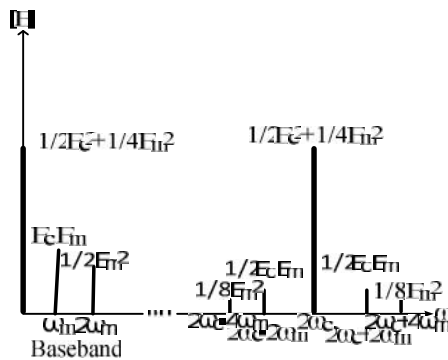 |E|
1/2Ec²+1/4Em²
1/2Ec²+1/4Em²
EcEm
1/2Em²
1/8Em²
1/2EcEm
1/2EcEm
1/8Em²
ωm 2ωm .... 2ωc-4ωm 2ωc 2ωc+4ωm
2ωc-2ωm 2ωc+2ωm
Baseband